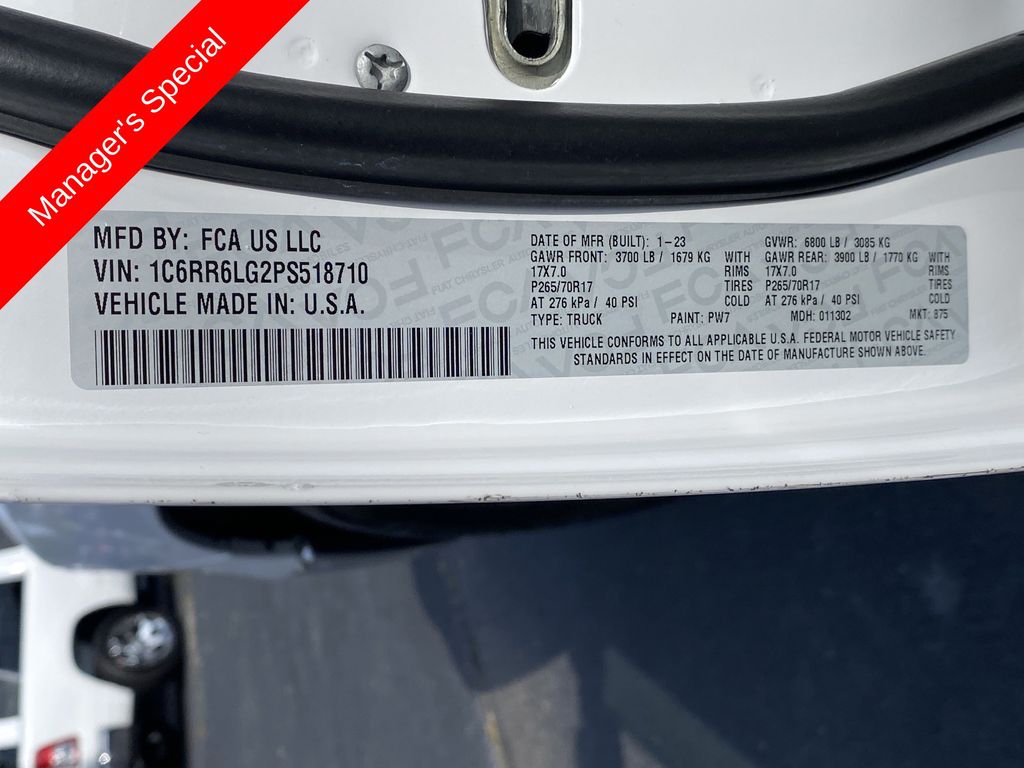 Manager's Special
MFD BY: FCA US LLC
VIN: 1C6RR6LG2PS518710
VEHICLE MADE IN: U.S.A.
DATE OF MFR (BUILT): 1-23 GVWR: 6800 LB / 3085 KG
GAWR FRONT: 3700 LB / 1679 KG WITH GAWR REAR: 3900 LB / 1770 KG WITH
17X7.0 RIMS 17X7.0 RIMS
P265/70R17 TIRES P265/70R17 TIRES
AT 276 kPa / 40 PSI COLD AT 276 kPa / 40 PSI COLD
TYPE: TRUCK PAINT: PW7 MDH: 011302 MKT: 875
THIS VEHICLE CONFORMS TO ALL APPLICABLE U.S.A. FEDERAL MOTOR VEHICLE SAFETY
STANDARDS IN EFFECT ON THE DATE OF MANUFACTURE SHOWN ABOVE.